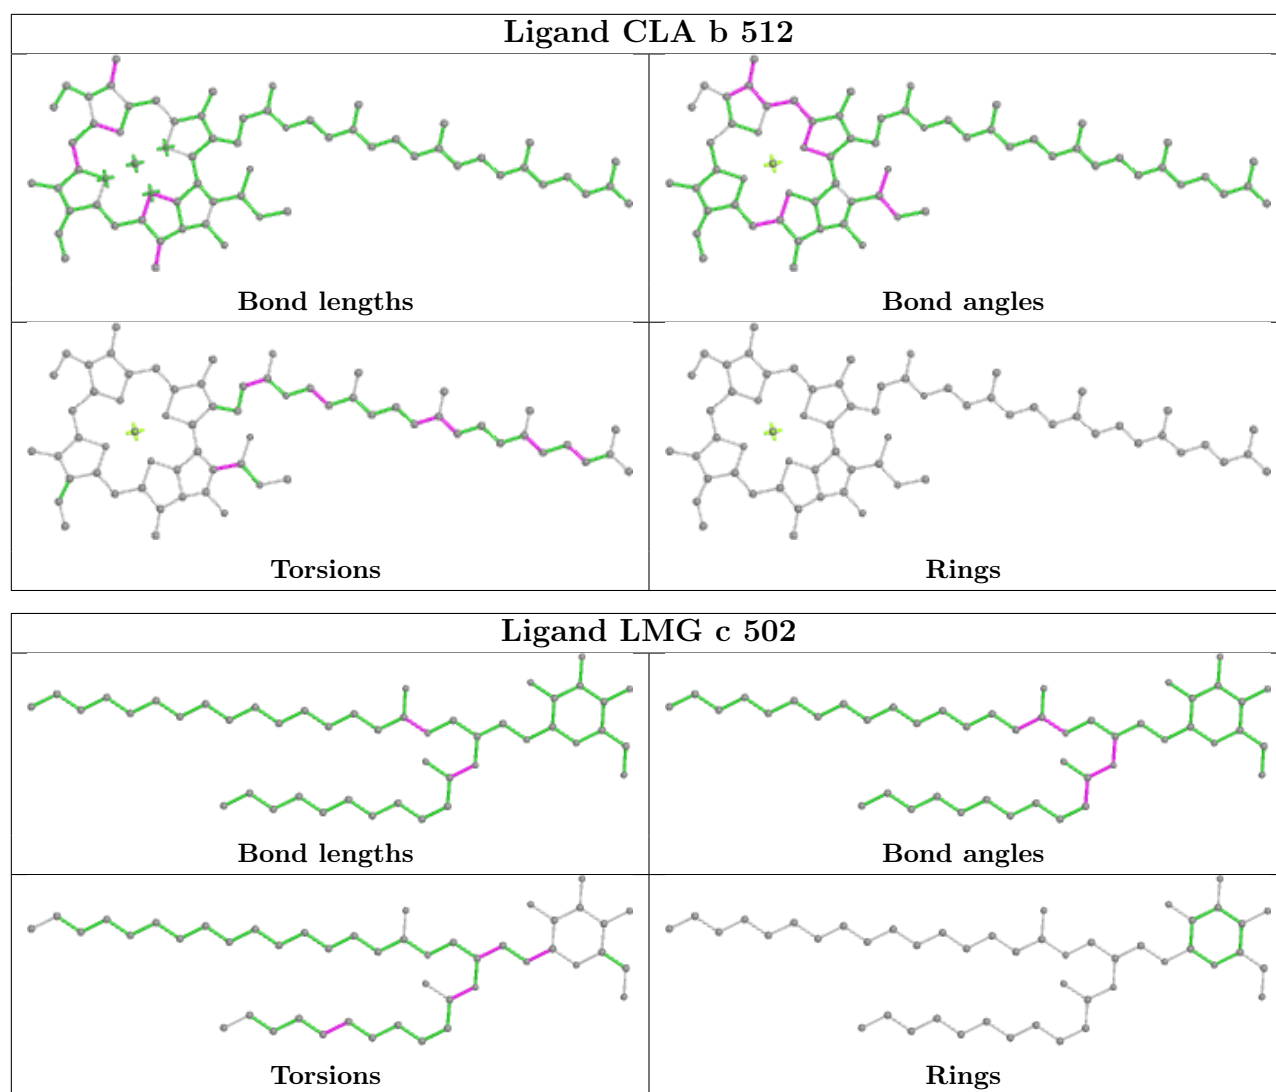 Ligand CLA b 512
Bond lengths
Bond angles
Torsions
Rings
Ligand LMG c 502
Bond lengths
Bond angles
Torsions
Rings